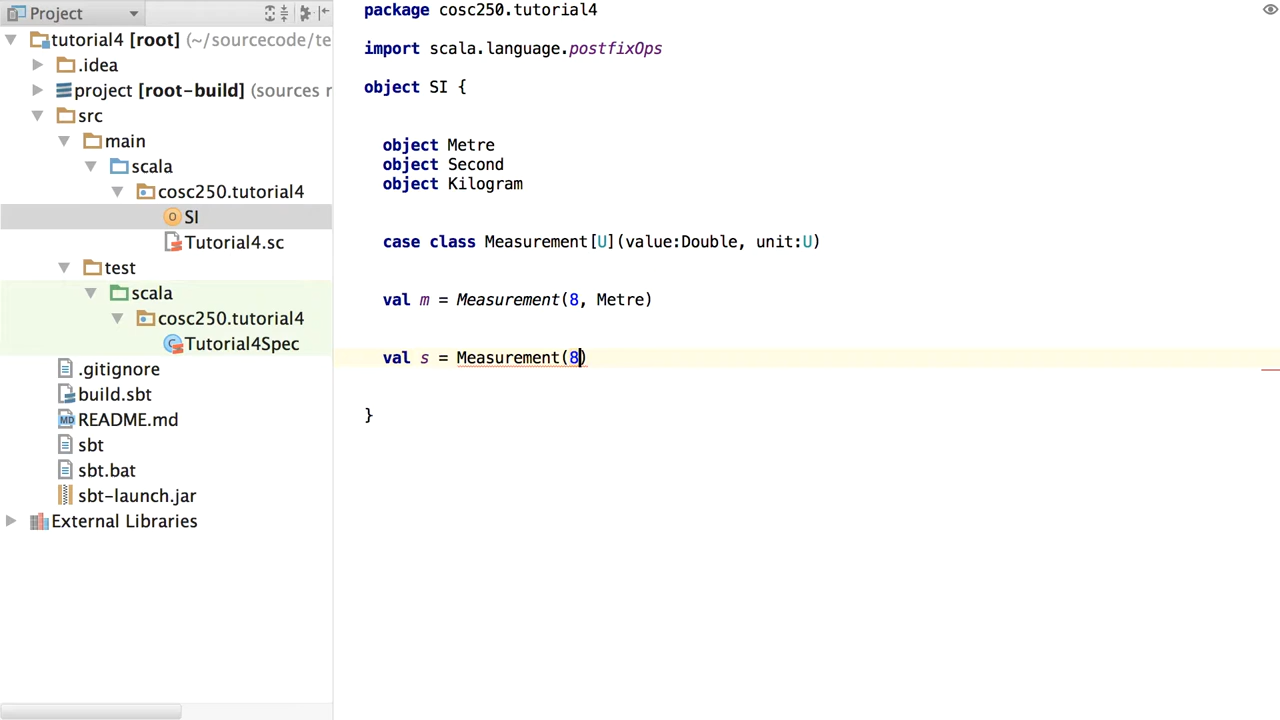 Project
tutorial4 [root] (~/sourcecode/te
.idea
project [root-build] (sources r
src
main
scala
cosc250.tutorial4
SI
Tutorial4.sc
test
scala
cosc250.tutorial4
Tutorial4Spec
.gitignore
build.sbt
README.md
sbt
sbt.bat
sbt-launch.jar
External Libraries
package cosc250.tutorial4
import scala.language.postfixOps
object SI {
object Metre
object Second
object Kilogram
case class Measurement[U](value:Double, unit:U)
val m = Measurement(8, Metre)
val s = Measurement(8)
}